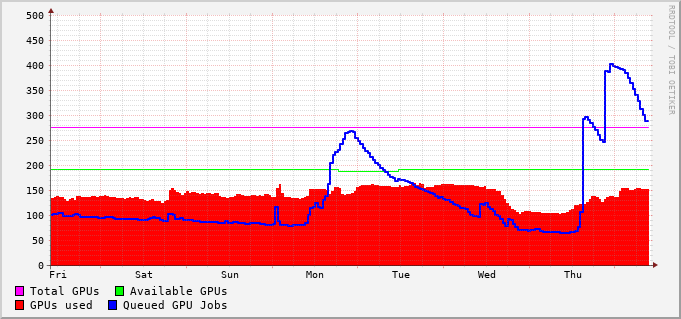 500
450
400
350
300
250
200
150
100
50
0
Fri Sat Sun Mon Tue Wed Thu
Total GPUs Available GPUs
GPUs used Queued GPU Jobs
RRDTOOL / TOBI OETIKER